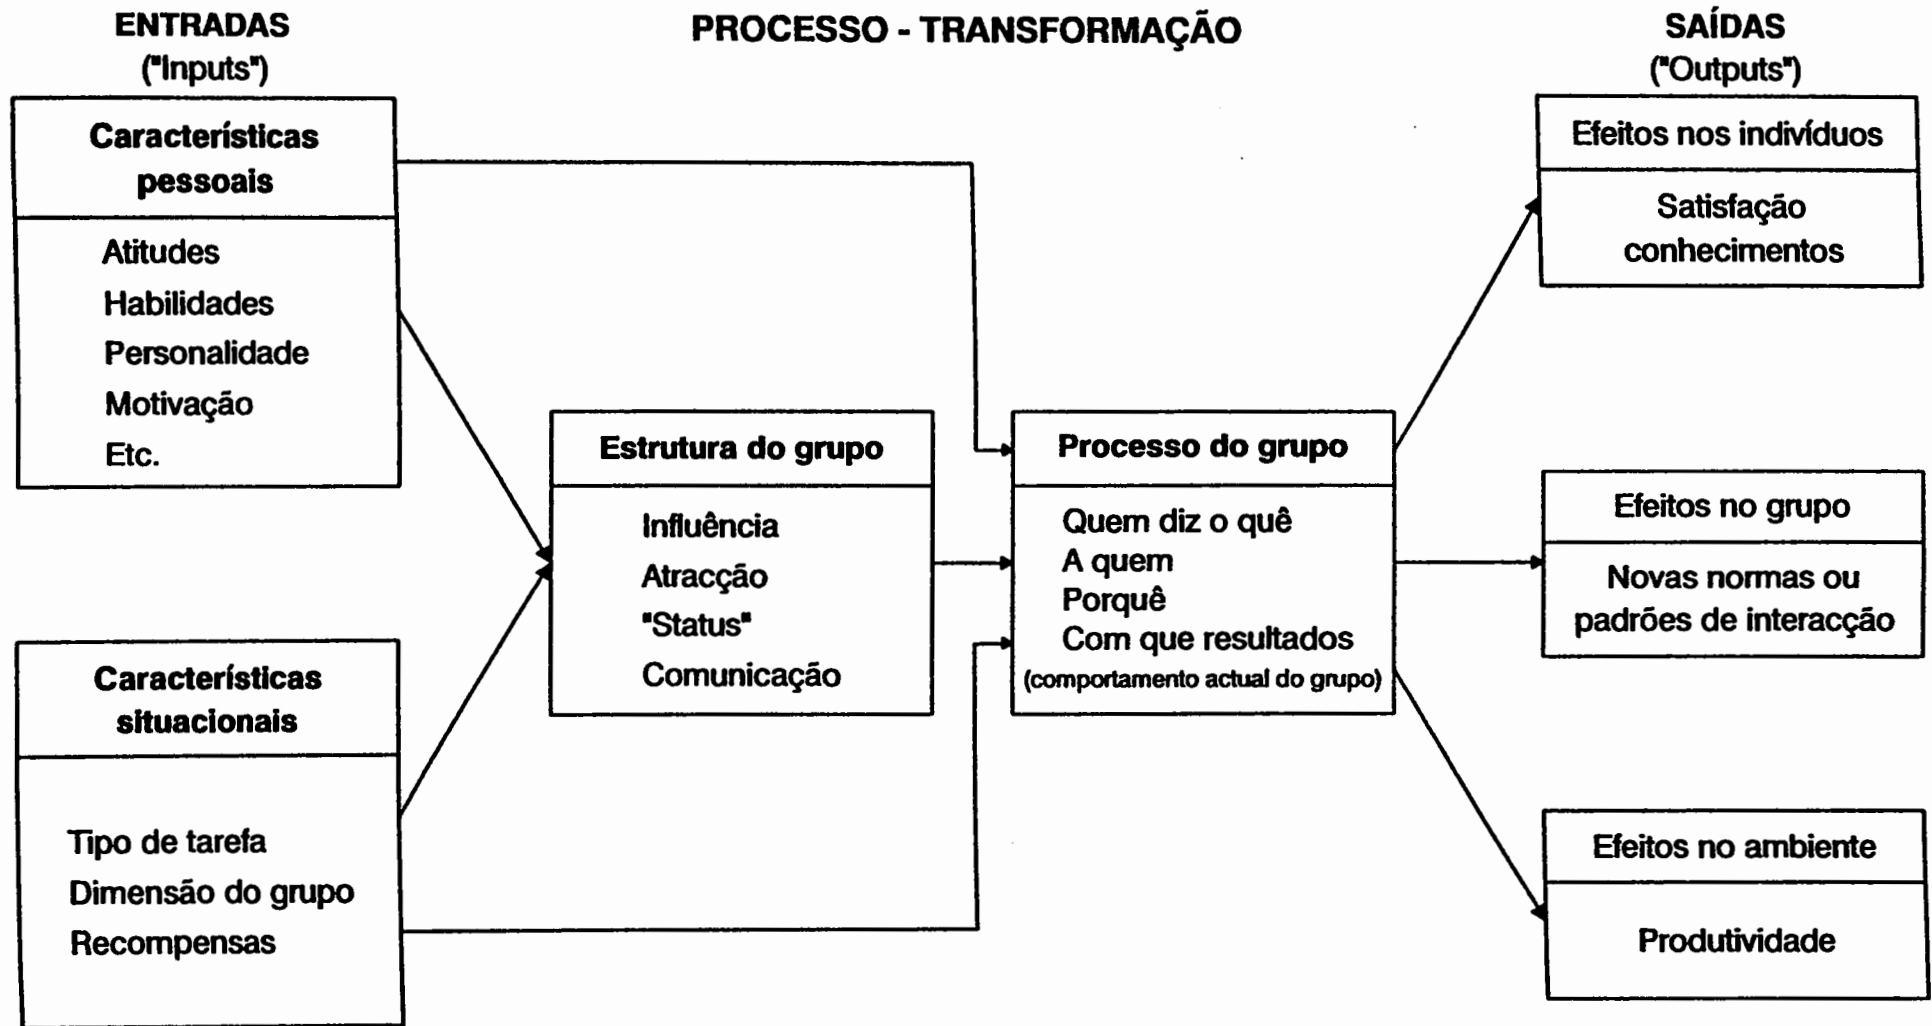 ENTRADAS
("Inputs")
PROCESSO - TRANSFORMAÇÃO
SAÍDAS
("Outputs")
Característícas
pessoais
Atitudes
Habilidades
Personalidade
Motivação
Etc.
Característícas
situacionais
Tipo de tarefa
Dimensão do grupo
Recompensas
Estrutura do grupo
Influência
Atracção
"Status"
Comunicação
Processo do grupo
Quem diz o quê
A quem
Porquê
Com que resultados
(comportamento actual do grupo)
Efeitos nos indivíduos
Satisfação
conhecimentos
Efeitos no grupo
Novas normas ou
padrões de interacção
Efeitos no ambiente
Produtividade